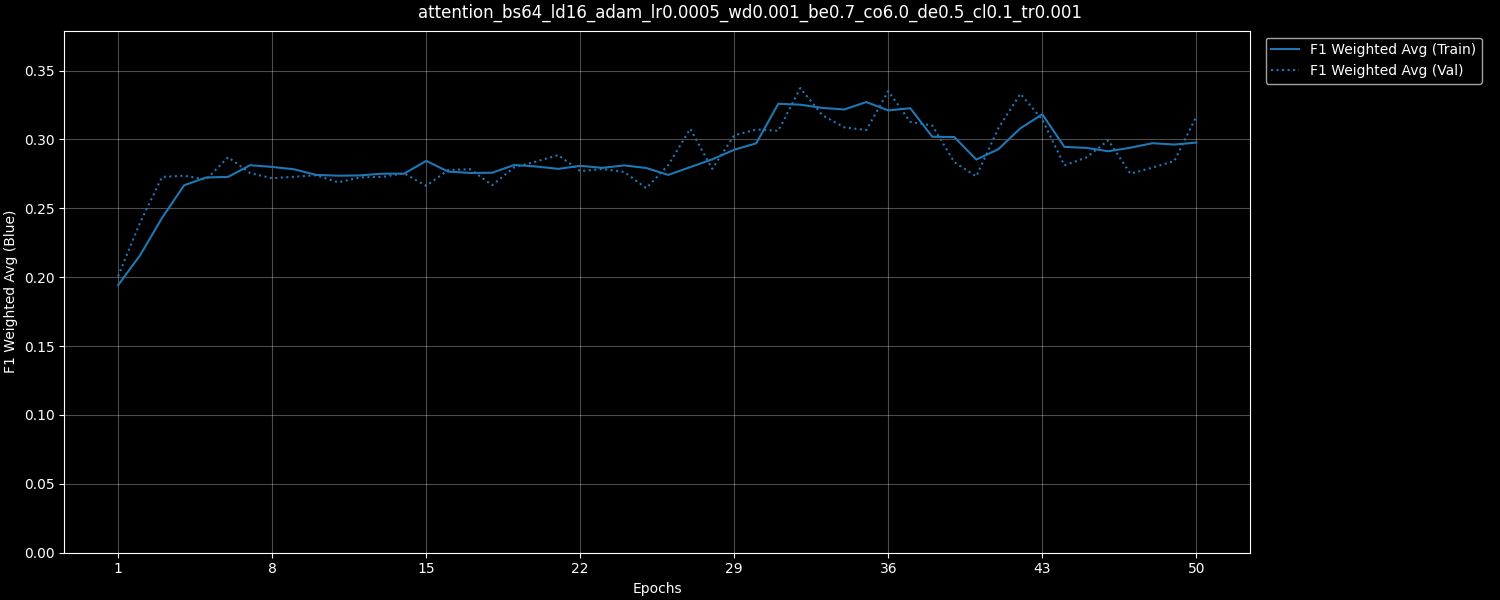 attention_bs64_ld16_adam_lr0.0005_wd0.001_be0.7_co6.0_de0.5_cl0.1_tr0.001
F1 Weighted Avg (Train)
F1 Weighted Avg (Val)
F1 Weighted Avg (Blue)
0.35
0.30
0.25
0.20
0.15
0.10
0.05
0.00
1 8 15 22 29 36 43 50
Epochs